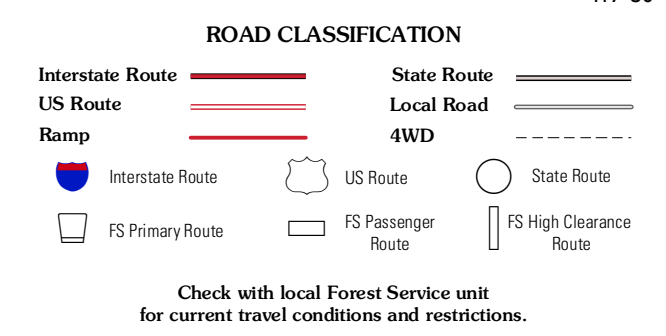 ROAD CLASSIFICATION
Interstate Route
State Route
US Route
Local Road
Ramp
4WD
Interstate Route
US Route
State Route
FS Primary Route
FS Passenger
Route
FS High Clearance
Route
Check with local Forest Service unit
for current travel conditions and restrictions.